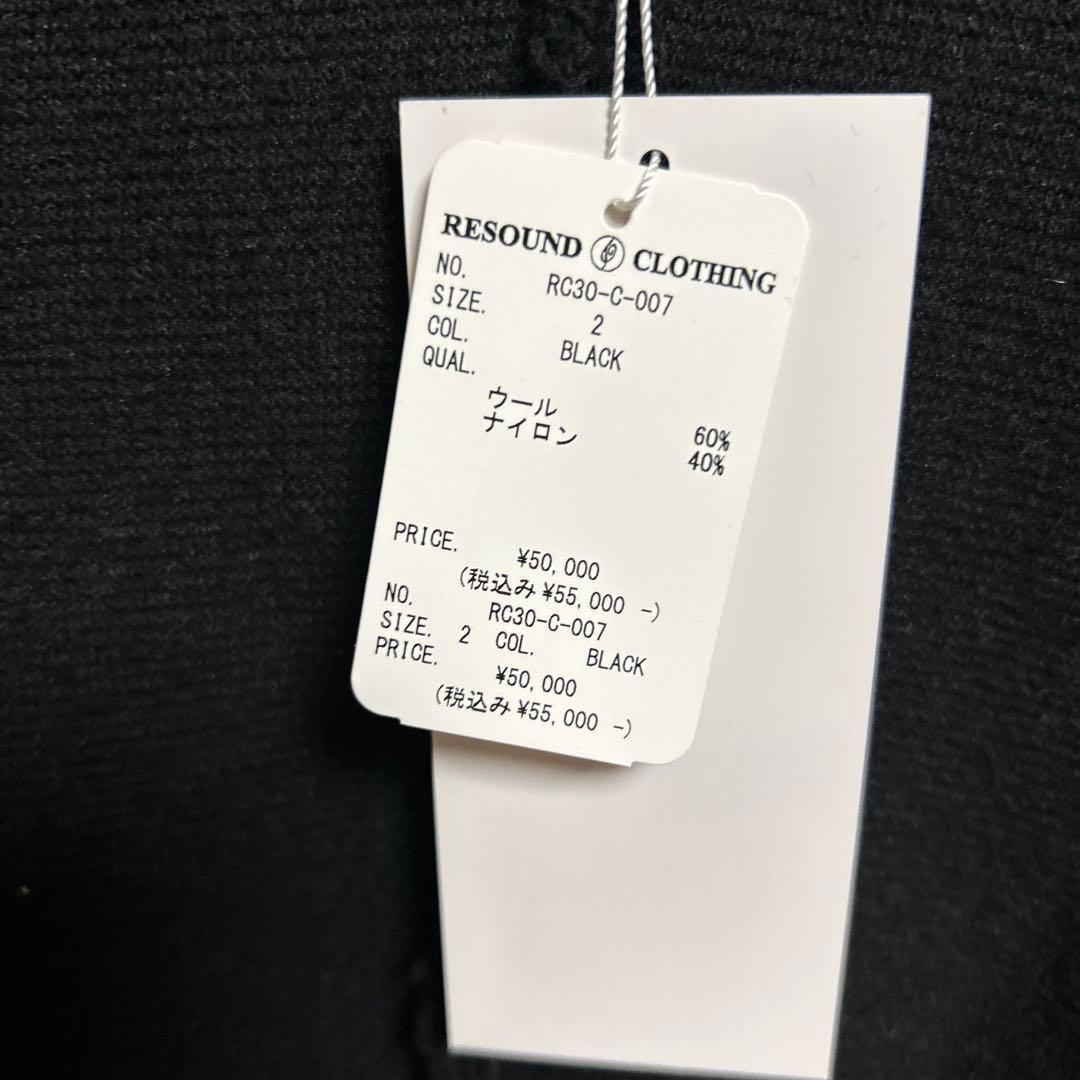 RESOUND CLOTHING
NO. RC30-C-007
SIZE. 2
COL. BLACK
QUAL.
ウール 60%
ナイロン 40%
PRICE. ¥50,000
(税込み¥55,000 -)
NO. RC30-C-007
SIZE. 2 COL. BLACK
PRICE. ¥50,000
(税込み¥55,000 -)